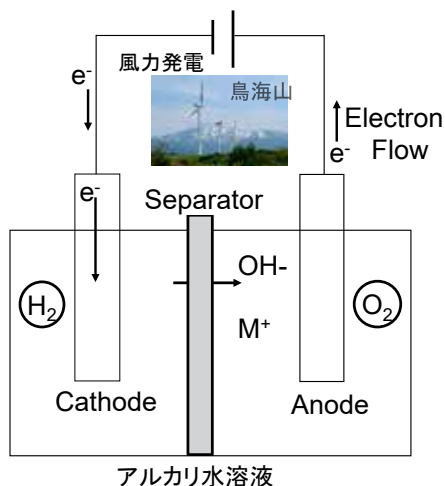 風力発電
鳥海山
e-
Electron
Flow
e-
e-
Separator
OH-
H2
O2
M+
Cathode
Anode
アルカリ水溶液